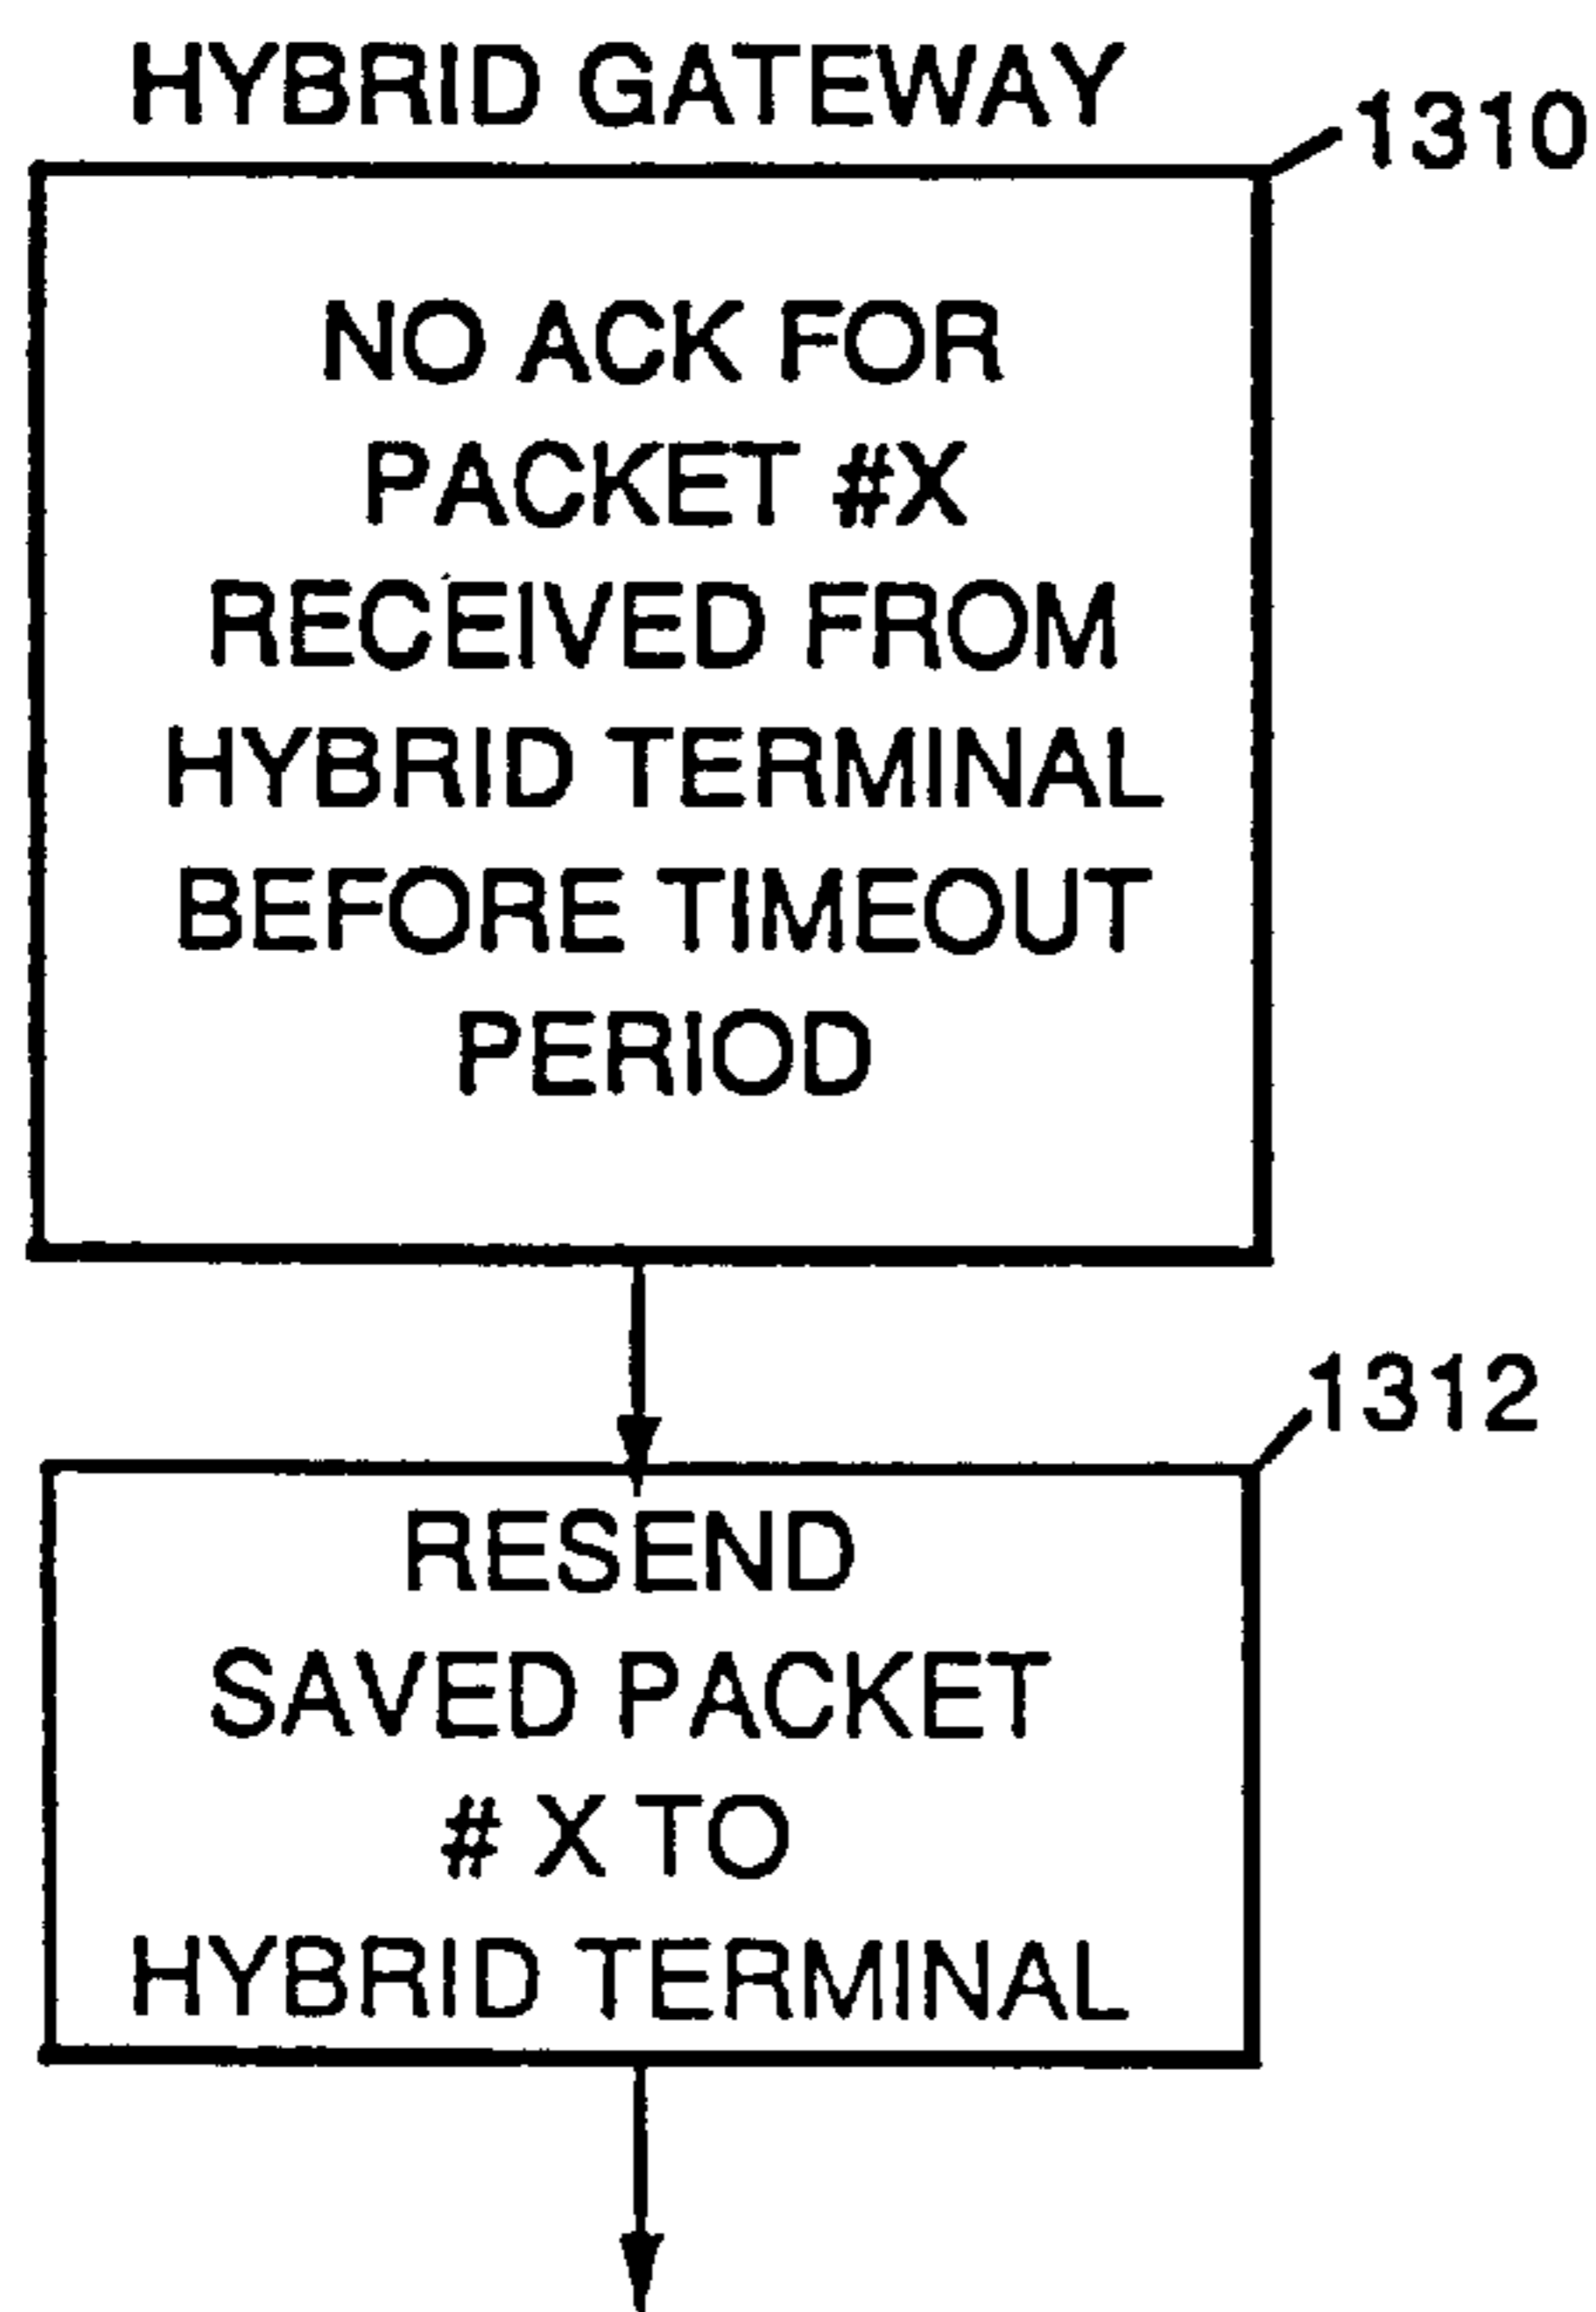 HYBRID GATEWAY
1310
NO ACK FOR
PACKET #X
RECEIVED FROM
HYBRID TERMINAL
BEFORE TIMEOUT
PERIOD
1312
RESEND
SAVED PACKET
# X TO
HYBRID TERMINAL